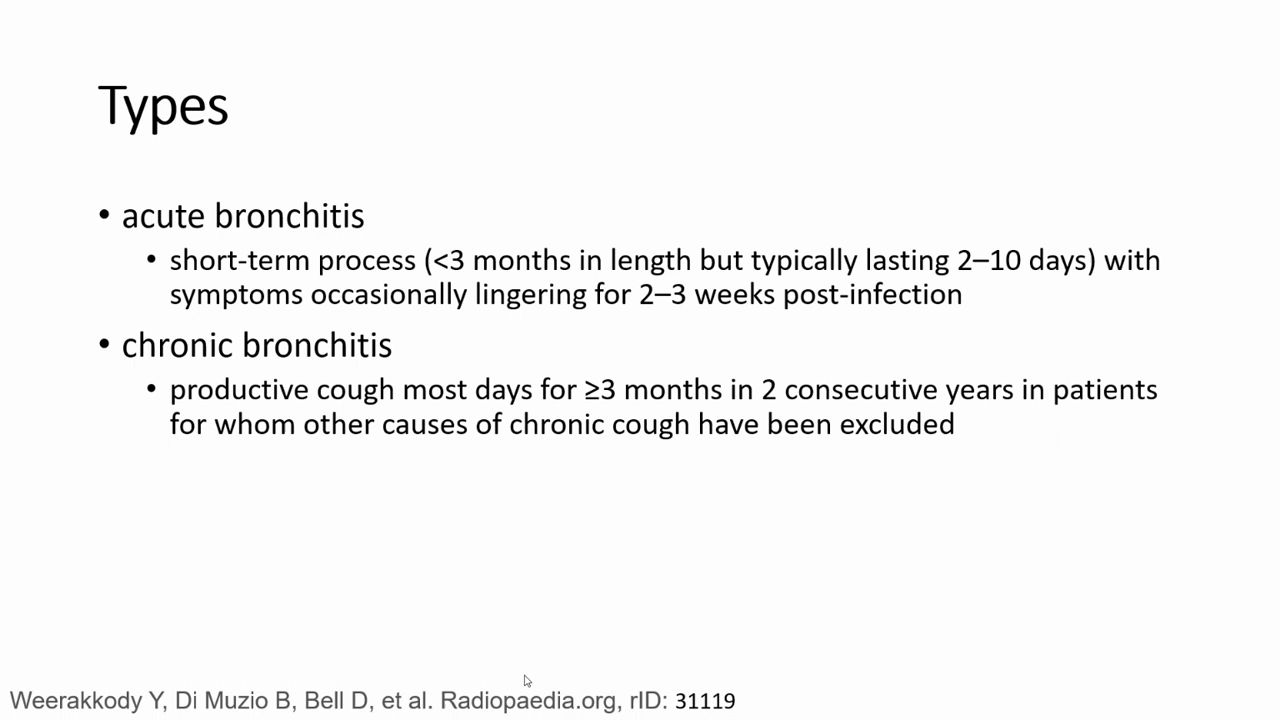 Types
• acute bronchitis
• short-term process (<3 months in length but typically lasting 2–10 days) with
symptoms occasionally lingering for 2–3 weeks post-infection
• chronic bronchitis
• productive cough most days for ≥3 months in 2 consecutive years in patients
for whom other causes of chronic cough have been excluded
Weerakkody Y, Di Muzio B, Bell D, et al. Radiopaedia.org, rID: 31119